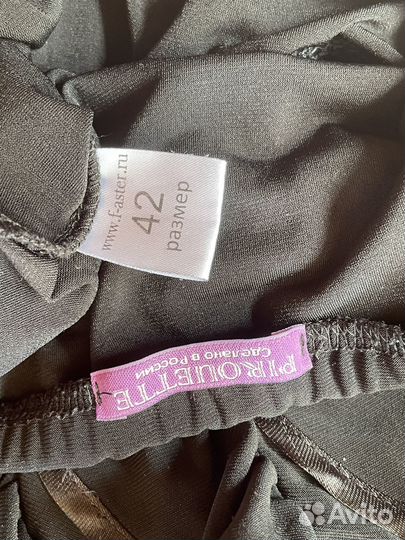 www.f-aster.ru
42
размер
PIROUETTE
СДЕЛАНО В РОССИИ
Avito